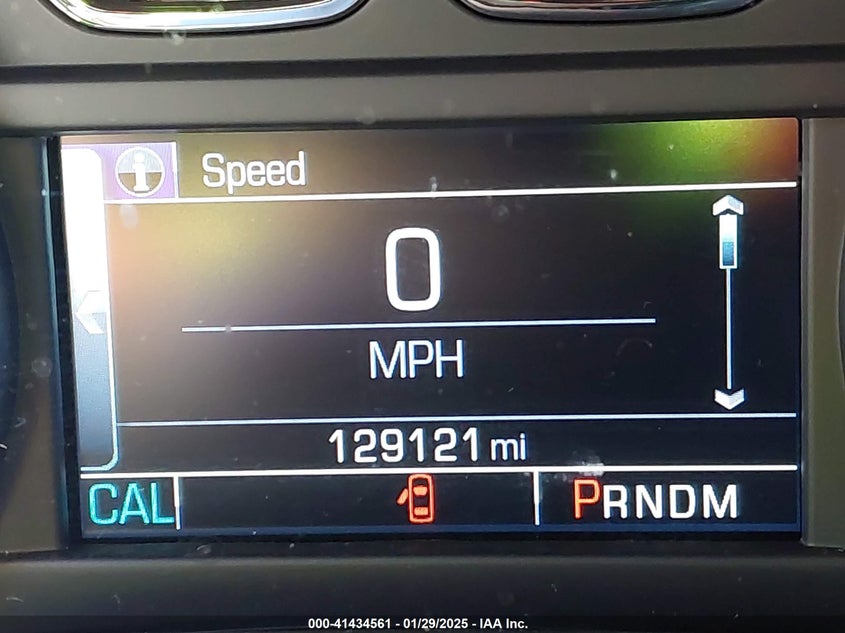 i Speed
0
MPH
129121 mi
CAL PRNDM
000-41434561 - 01/29/2025 - IAA Inc.